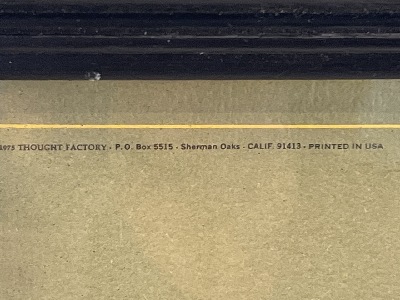 1975 THOUGHT FACTORY · P.O. Box 5515 · Sherman Oaks · CALIF. 91413 · PRINTED IN USA